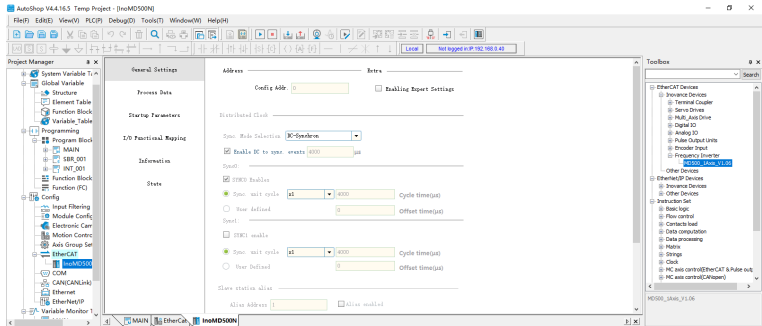 AutoShop V4.4.16.5 Temp Project - [InoMD500N]
File(F) Edit(E) View(V) PLC(P) Debug(D) Tools(T) Window(W) Help(H)
Local Not logged in IP:192.168.0.40
Project Manager
System Variable Ta
Global Variable
Structure
Element Table
Function Block
Variable_Table
Programming
Program Block
MAIN
SBR_001
INT_001
Function Block
Function (FC)
Config
Input Filtering
Module Config
Electronic Cam
Motion Contro
Axis Group Set
EtherCAT
InoMD500
COM
CAN(CANLink)
Ethernet
EtherNet/IP
Variable Monitor 1
General Settings
Process Data
Startup Parameters
I/O Functional Mapping
Information
State
Address Extra
Config Addr. 0 Enabling Expert Settings
Distributed Clock
Sync. Mode Selection DC-Synchron
Enable DC to sync. events 4000 μs
Sync0
SYNC0 Enables
Sync. unit cycle x1 4000 Cycle time(μs)
User defined 0 Offset time(μs)
Sync1
SYNC1 enable
Sync. unit cycle x1 4000 Cycle time(μs)
User Defined 0 Offset time(μs)
Slave station alias
Alias Address 1 Alias enabled
MAIN EtherCat InoMD500N
Toolbox
Search
EtherCAT Devices
Inovance Devices
Terminal Coupler
Servo Drives
Multi_Axis Drive
Digital IO
Analog IO
Pulse Output Units
Encoder Input
Frequency Inverter
MD500_1Axis_V1.06
Other Devices
EtherNet/IP Devices
Inovance Devices
Other Devices
Instruction Set
Basic logic
Flow control
Contacts load
Data computation
Data processing
Matrix
Strings
Clock
MC axis control(EtherCAT & Pulse outp
MC axis control(CANopen)
MD500_1Axis_V1.06